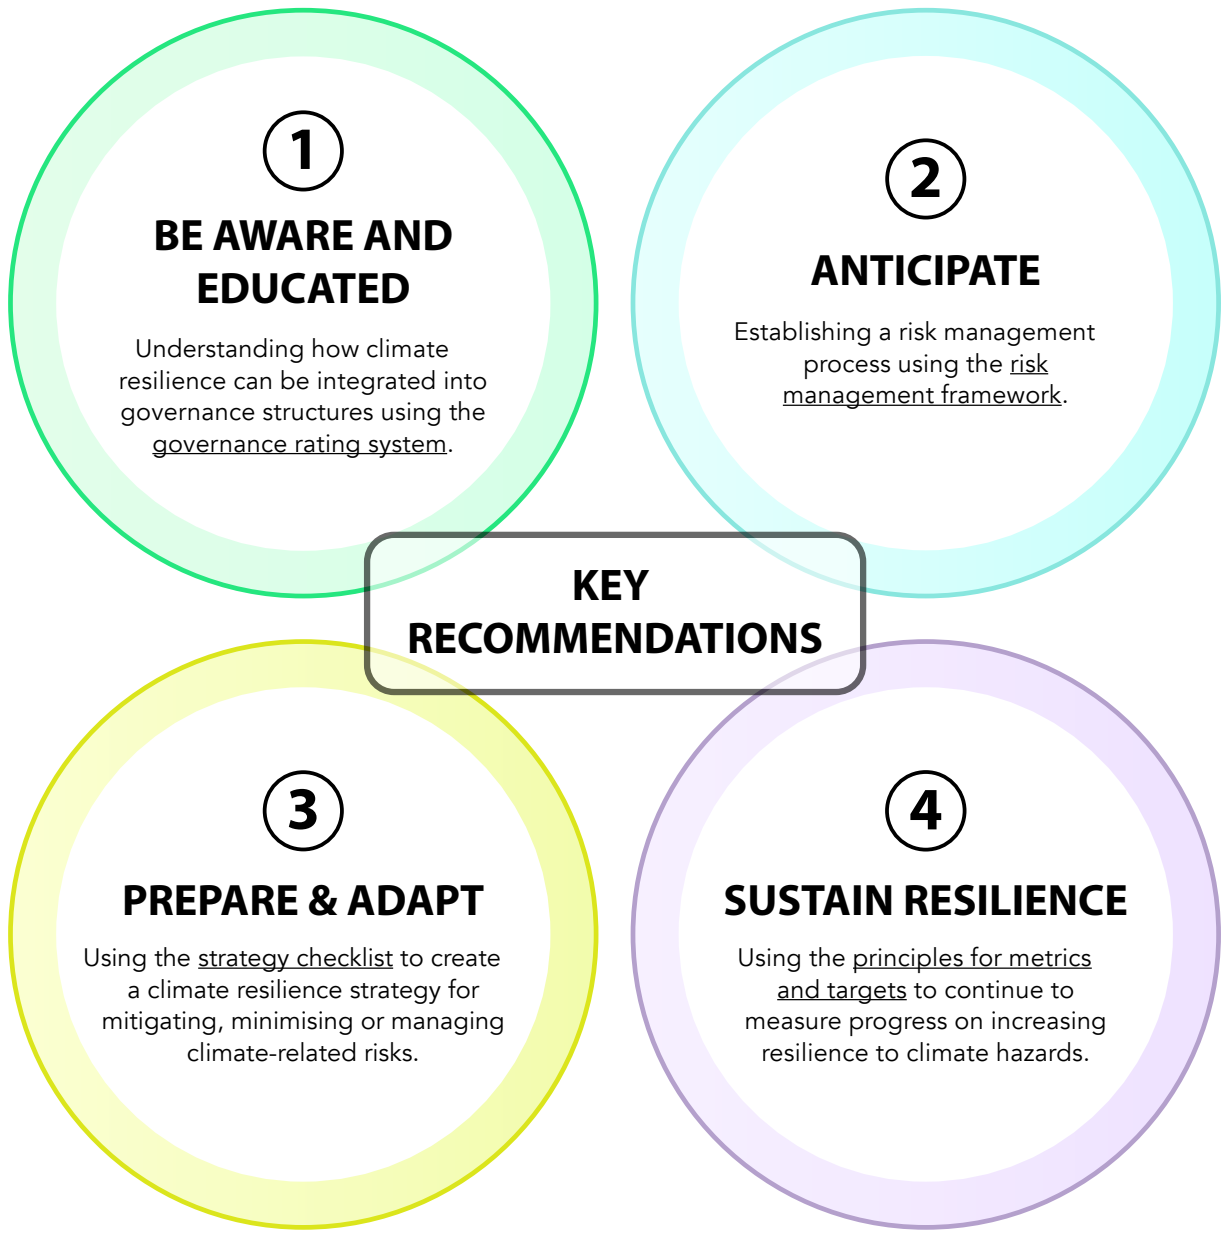 1
BE AWARE AND
EDUCATED
Understanding how climate
resilience can be integrated into
governance structures using the
governance rating system.
2
ANTICIPATE
Establishing a risk management
process using the risk
management framework.
KEY
RECOMMENDATIONS
3
PREPARE & ADAPT
Using the strategy checklist to create
a climate resilience strategy for
mitigating, minimising or managing
climate-related risks.
4
SUSTAIN RESILIENCE
Using the principles for metrics
and targets to continue to
measure progress on increasing
resilience to climate hazards.